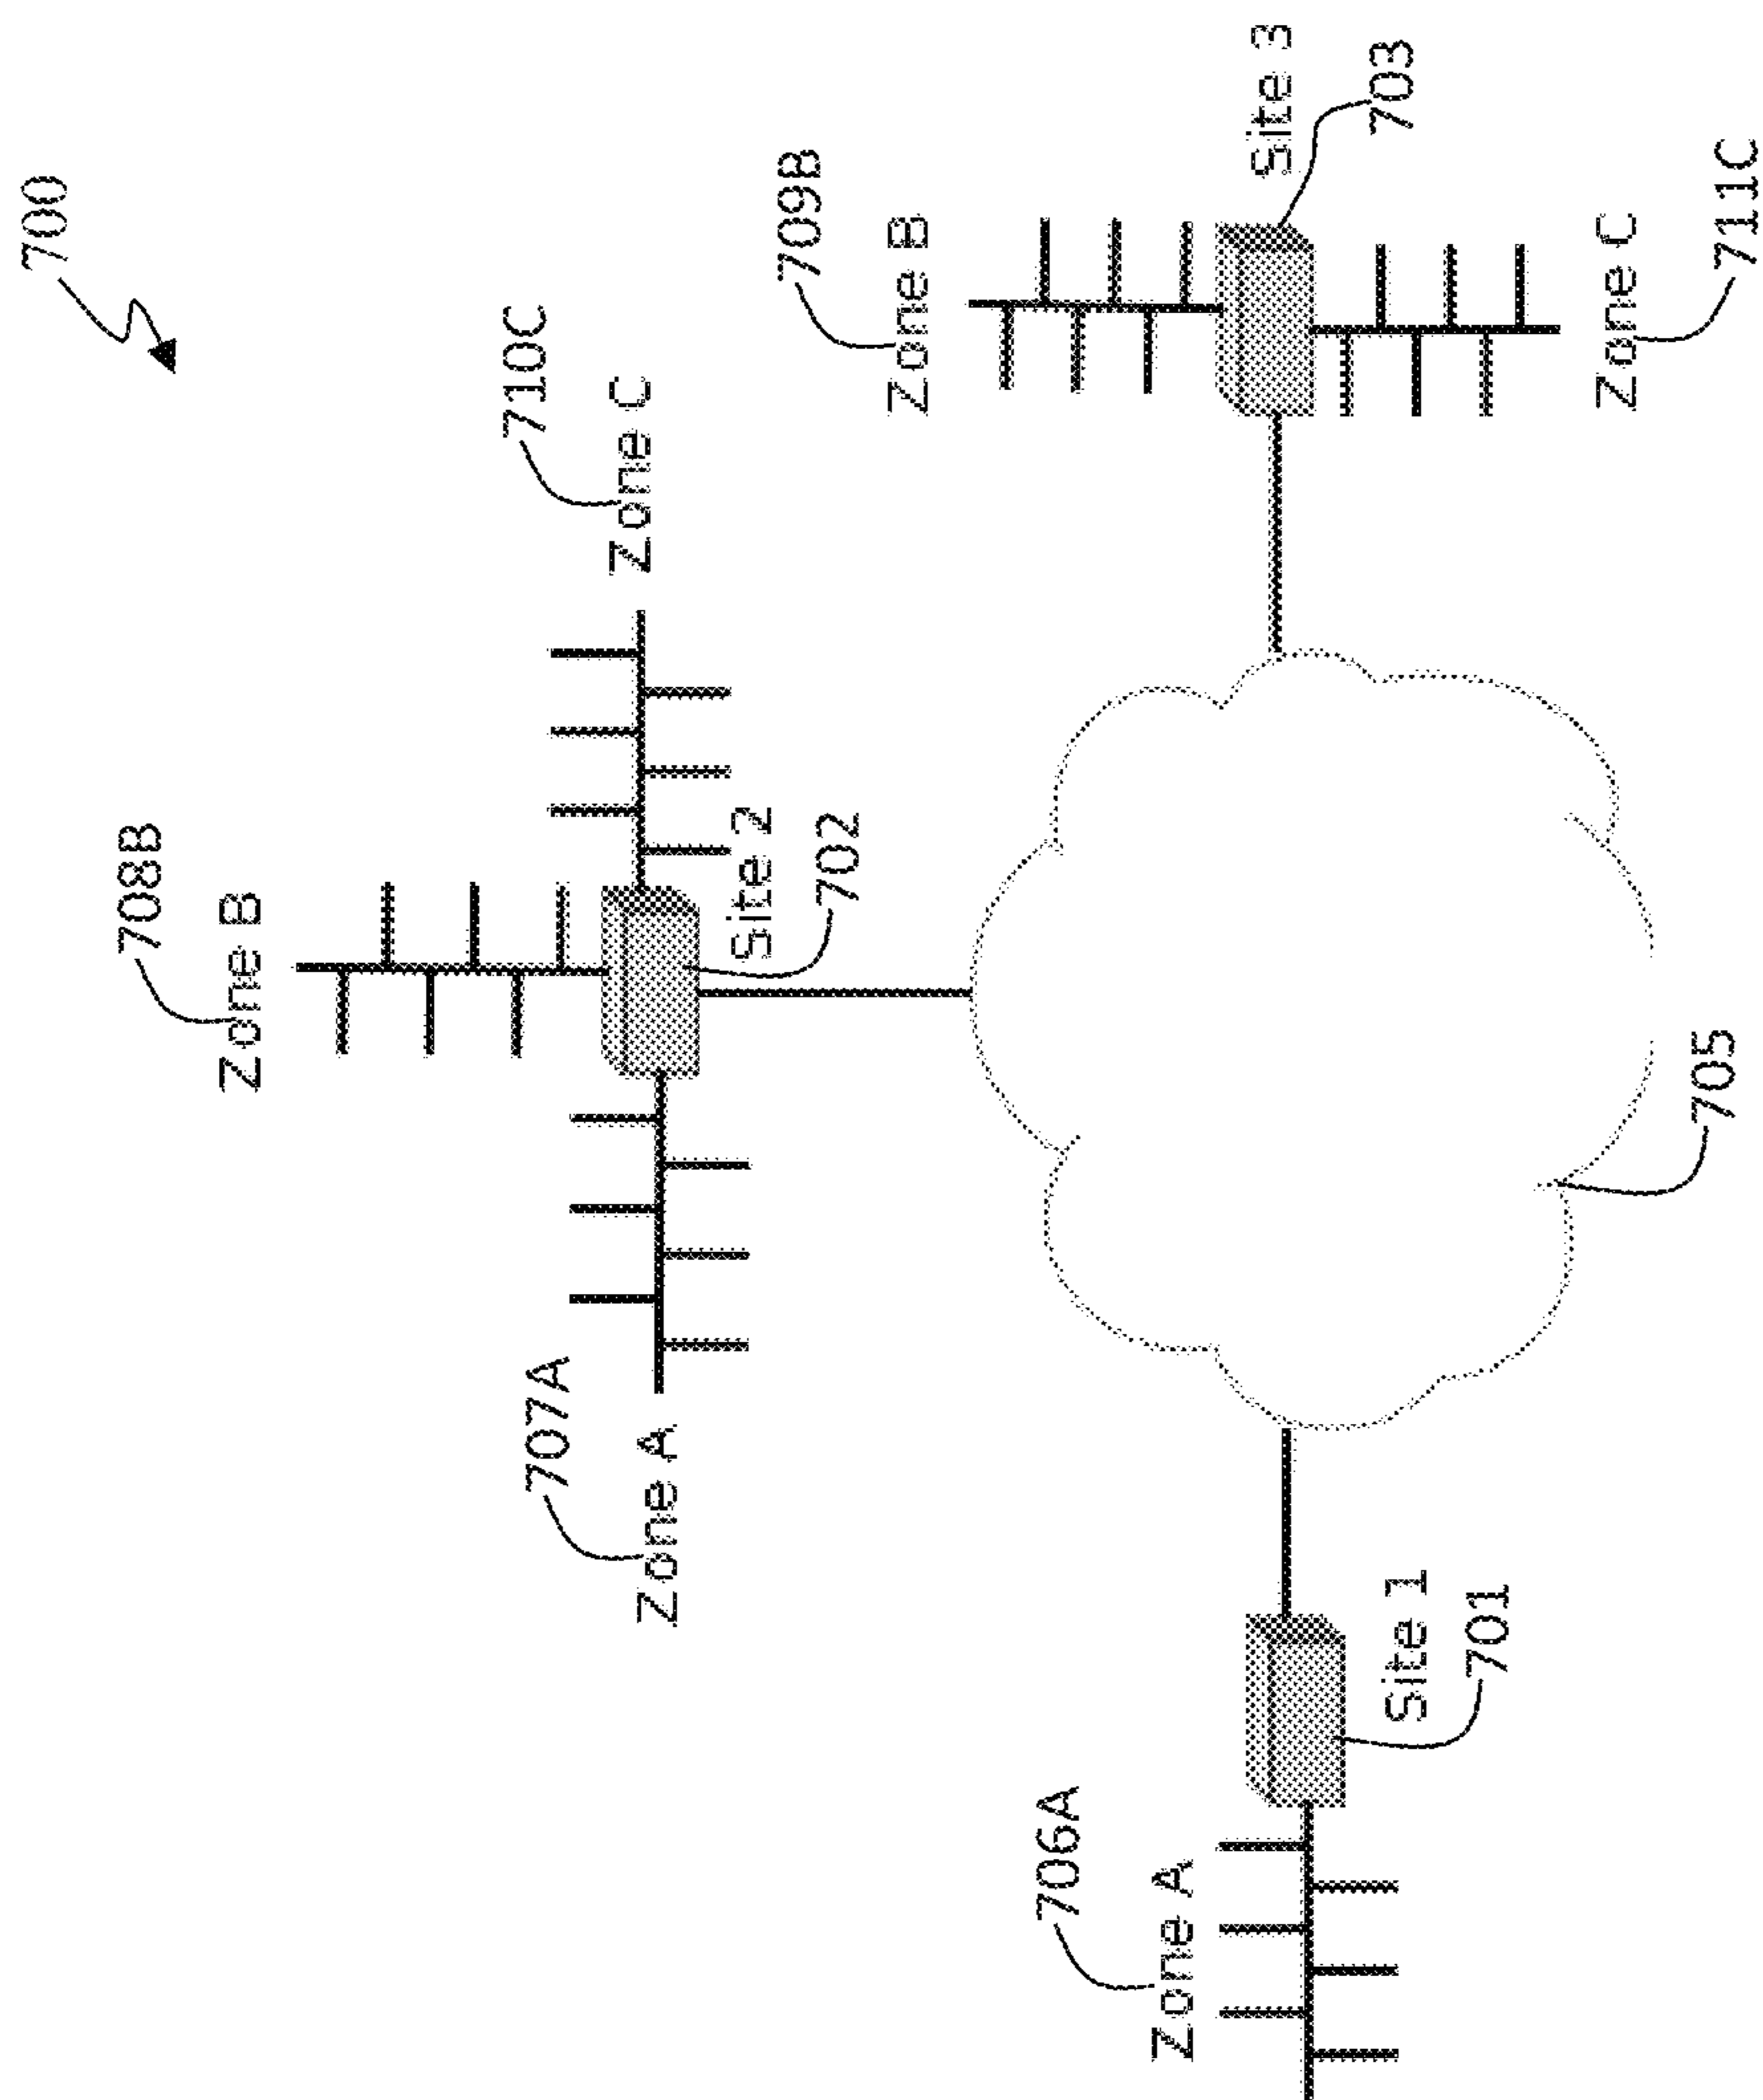 700
708B
Zone B
707A
Zone A
710C
Zone C
Site 2
702
709B
Zone B
Site 3
703
706A
Zone A
Site 1
701
Zone C
711C
705